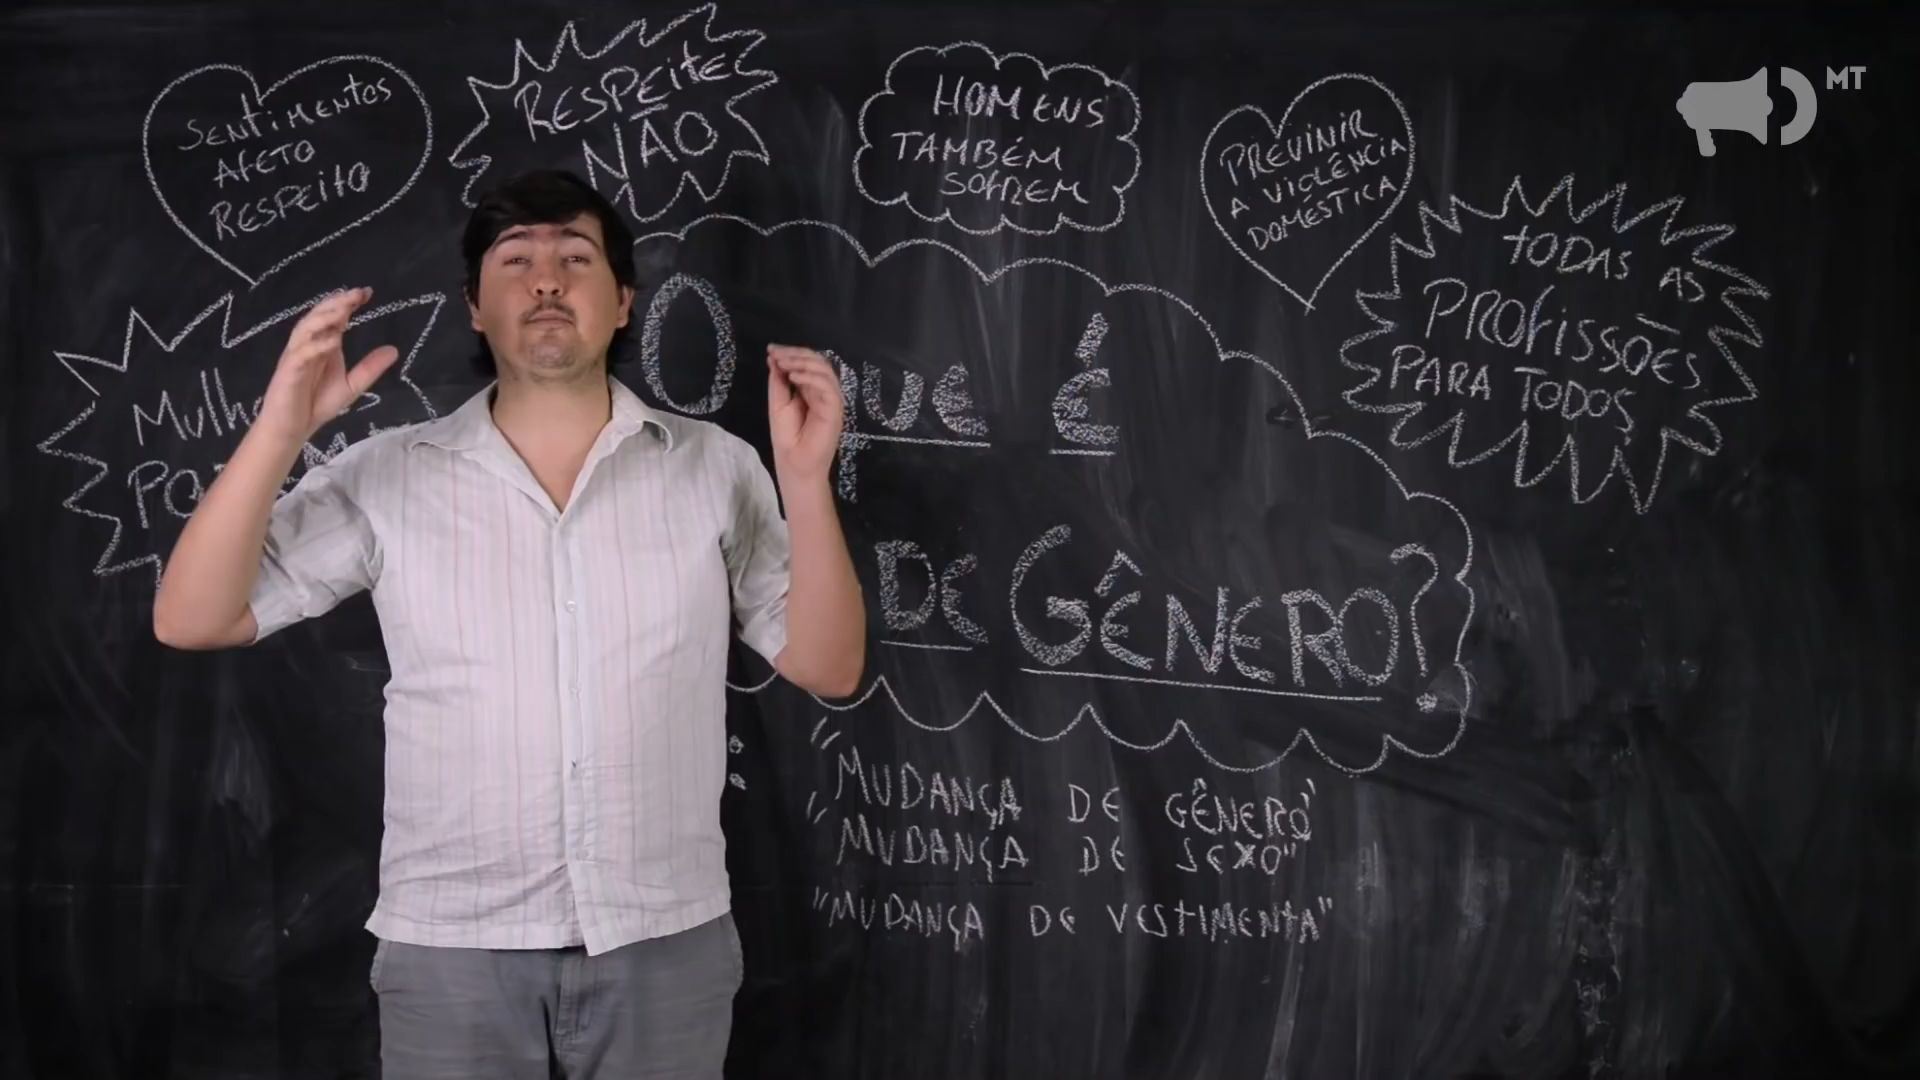 SENTIMENTOS
AFETO
RESPEITO
RESPEITE
NÃO
HOMENS
TAMBÉM
SOFREM
PREVINIR
A VIOLÊNCIA
DOMÉSTICA
TODAS AS
PROFISSÕES
PARA TODOS
O QUE É
DE GÊNERO?
"MUDANÇA DE GÊNERO"
"MUDANÇA DE SEXO"
"MUDANÇA DE VESTIMENTA"
MT